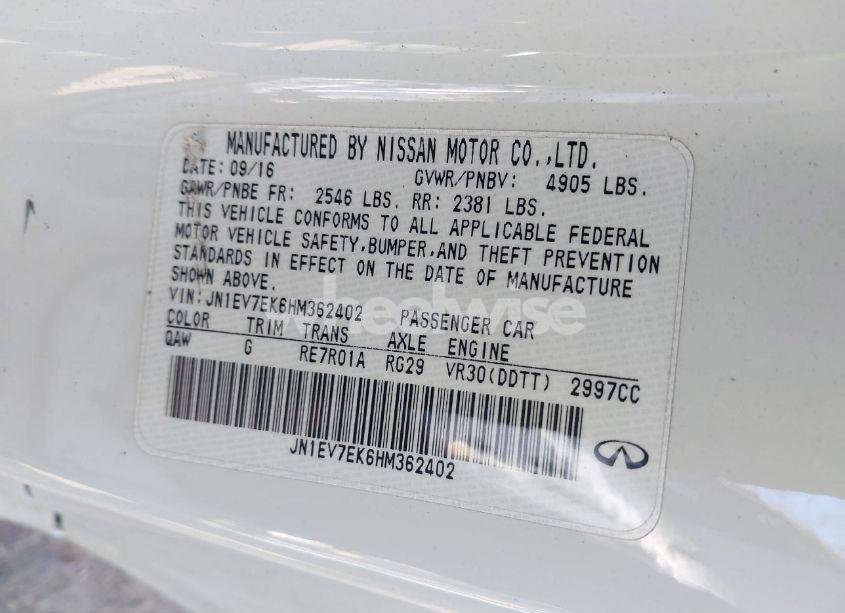 MANUFACTURED BY NISSAN MOTOR CO.,LTD.
DATE: 09/16 GVWR/PNBV: 4905 LBS.
GAWR/PNBE FR: 2546 LBS. RR: 2381 LBS.
THIS VEHICLE CONFORMS TO ALL APPLICABLE FEDERAL
MOTOR VEHICLE SAFETY,BUMPER,AND THEFT PREVENTION
STANDARDS IN EFFECT ON THE DATE OF MANUFACTURE
SHOWN ABOVE.
VIN:JN1EV7EK6HM362402 PASSENGER CAR
COLOR TRIM TRANS AXLE ENGINE
QAW G RE7R01A RG29 VR30(DDTT) 2997CC
JN1EV7EK6HM362402
wheelwise